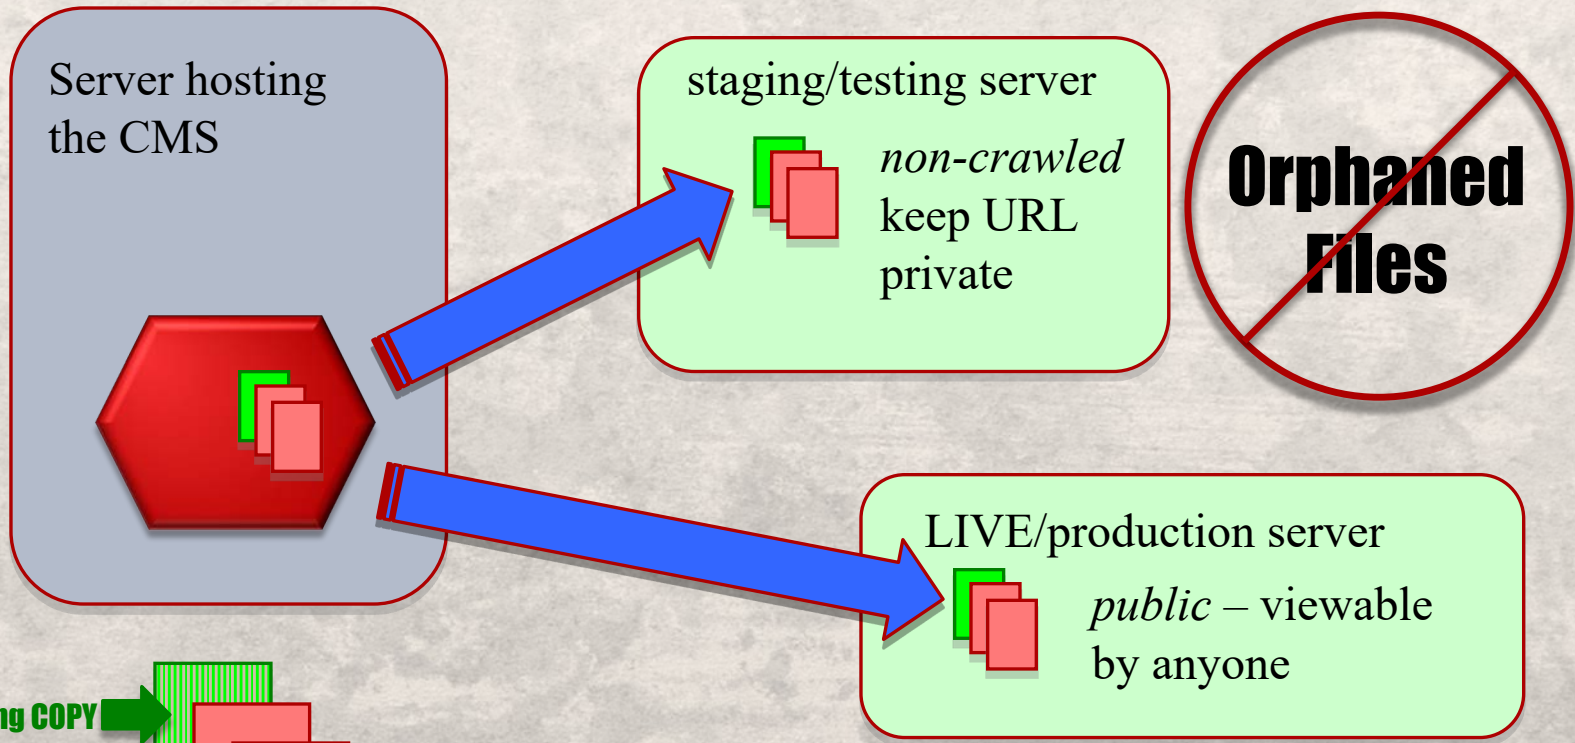 Server hosting
the CMS
staging/testing server
non-crawled
keep URL
private
Orphaned
Files
LIVE/production server
public – viewable
by anyone
COPY